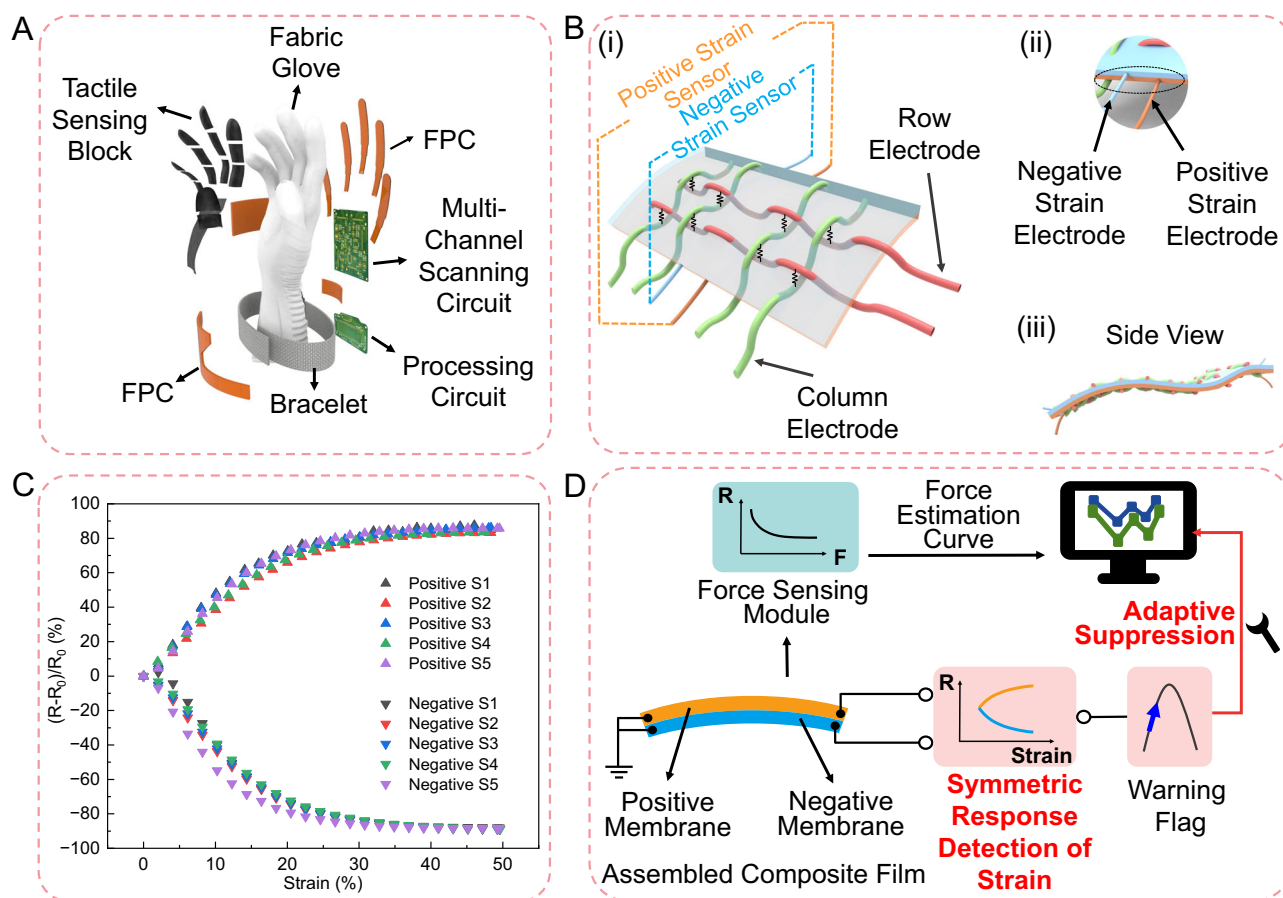 A
Fabric
Glove
Tactile
Sensing
Block
FPC
Multi-
Channel
Scanning
Circuit
Processing
Circuit
FPC
Bracelet
B
(i)
Positive Strain
Sensor
Negative
Strain Sensor
Row
Electrode
Column
Electrode
(ii)
Negative
Strain
Electrode
Positive
Strain
Electrode
(iii)
Side View
C
(R-R₀)/R₀ (%)
100
80
60
40
20
0
−20
−40
−60
−80
−100
Positive S1
Positive S2
Positive S3
Positive S4
Positive S5
Negative S1
Negative S2
Negative S3
Negative S4
Negative S5
0 10 20 30 40 50
Strain (%)
D
R
F
Force Sensing
Module
Force
Estimation
Curve
Adaptive
Suppression
R
Strain
Symmetric
Response
Detection of
Strain
Warning
Flag
Positive
Membrane
Negative
Membrane
Assembled Composite Film